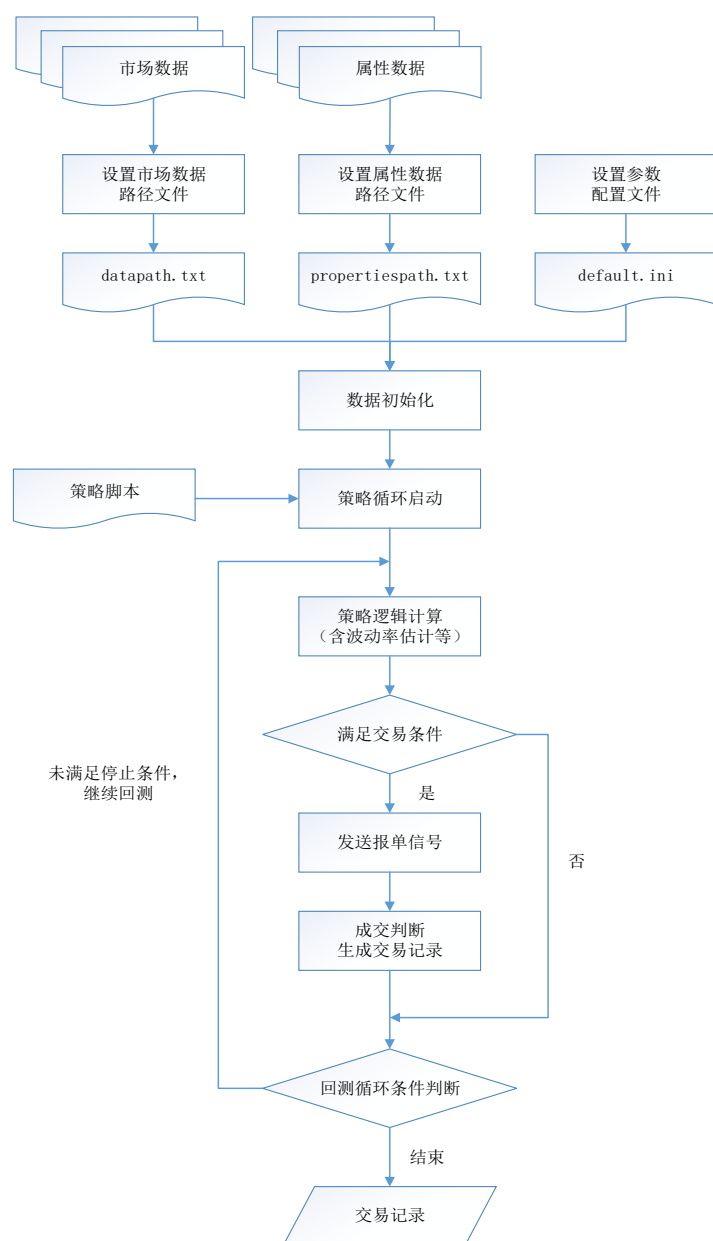 市场数据
属性数据
设置市场数据
路径文件
设置属性数据
路径文件
设置参数
配置文件
datapath.txt
propertiespath.txt
default.ini
数据初始化
策略脚本
策略循环启动
策略逻辑计算
（含波动率估计等）
满足交易条件
未满足停止条件，
继续回测
是
发送报单信号
否
成交判断
生成交易记录
回测循环条件判断
结束
交易记录